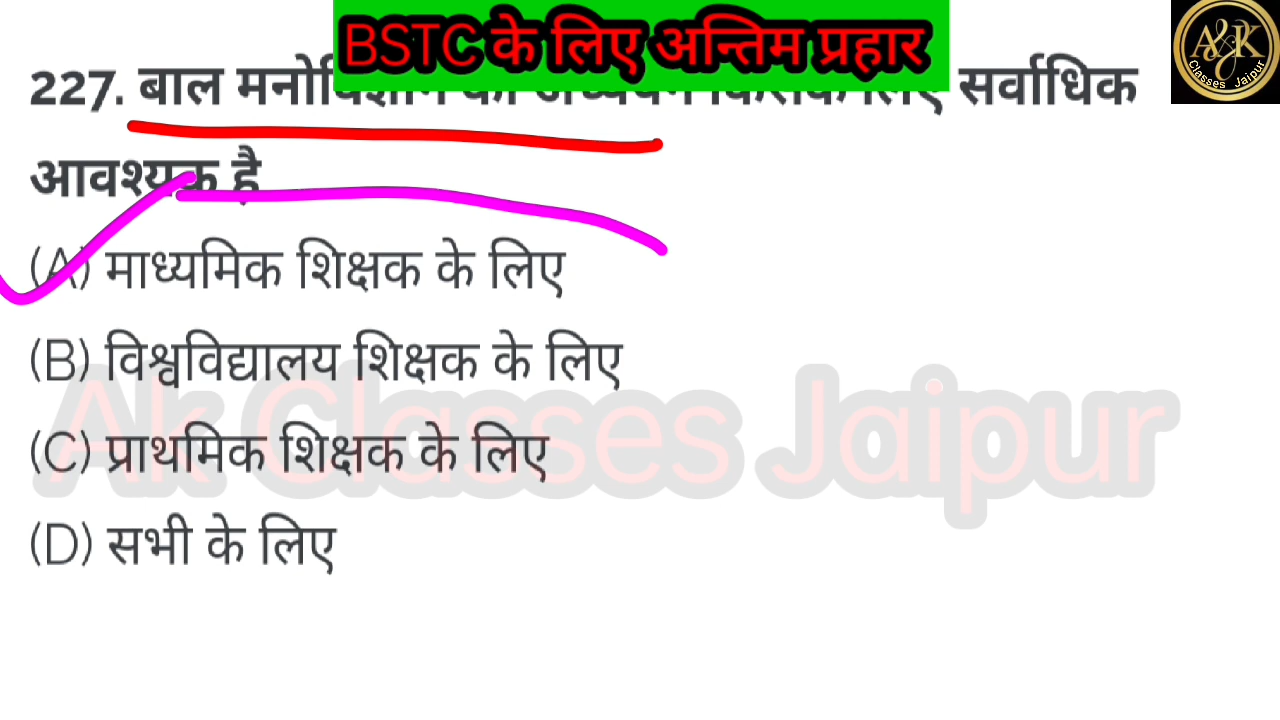 BSTC के लिए अन्तिम प्रहार
A&K
Classes Jaipur
227. बाल सर्वाधिक
आवश्यक है
(A) माध्यमिक शिक्षक के लिए
(B) विश्वविद्यालय शिक्षक के लिए
Ak Classes Jaipur
(C) प्राथमिक शिक्षक के लिए
(D) सभी के लिए